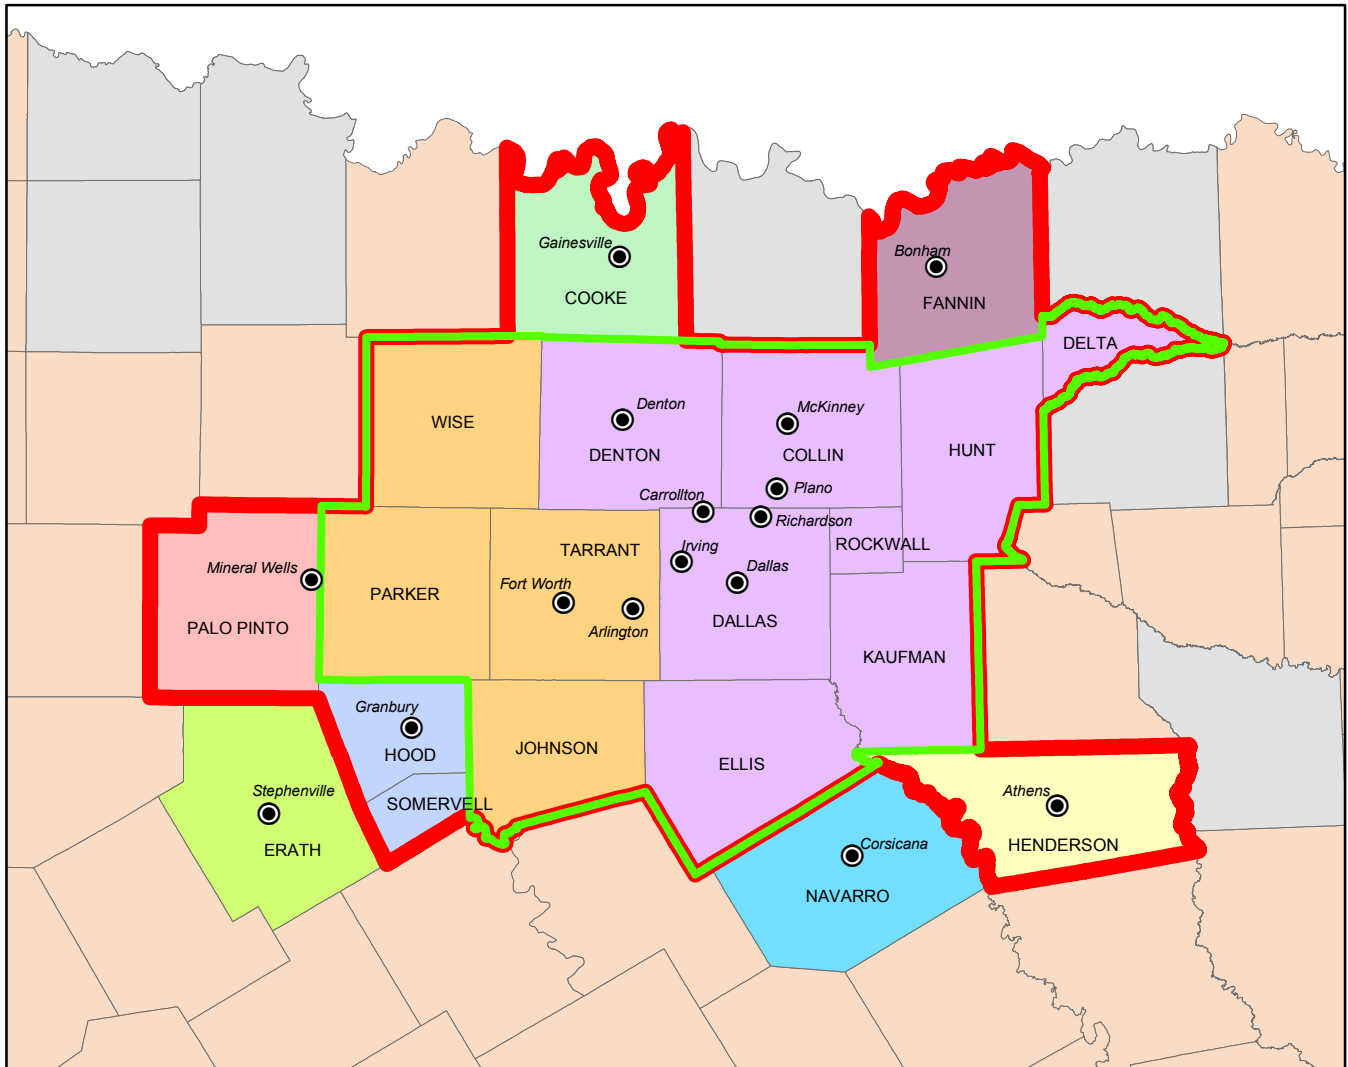 Gainesville
COOKE
Bonham
FANNIN
DELTA
WISE
Denton
DENTON
McKinney
COLLIN
HUNT
Plano
Carrollton
Richardson
TARRANT
Irving
ROCKWALL
Mineral Wells
PARKER
Fort Worth
Dallas
PALO PINTO
Arlington
DALLAS
KAUFMAN
Granbury
HOOD
JOHNSON
ELLIS
Stephenville
SOMERVELL
Athens
ERATH
Corsicana
HENDERSON
NAVARRO